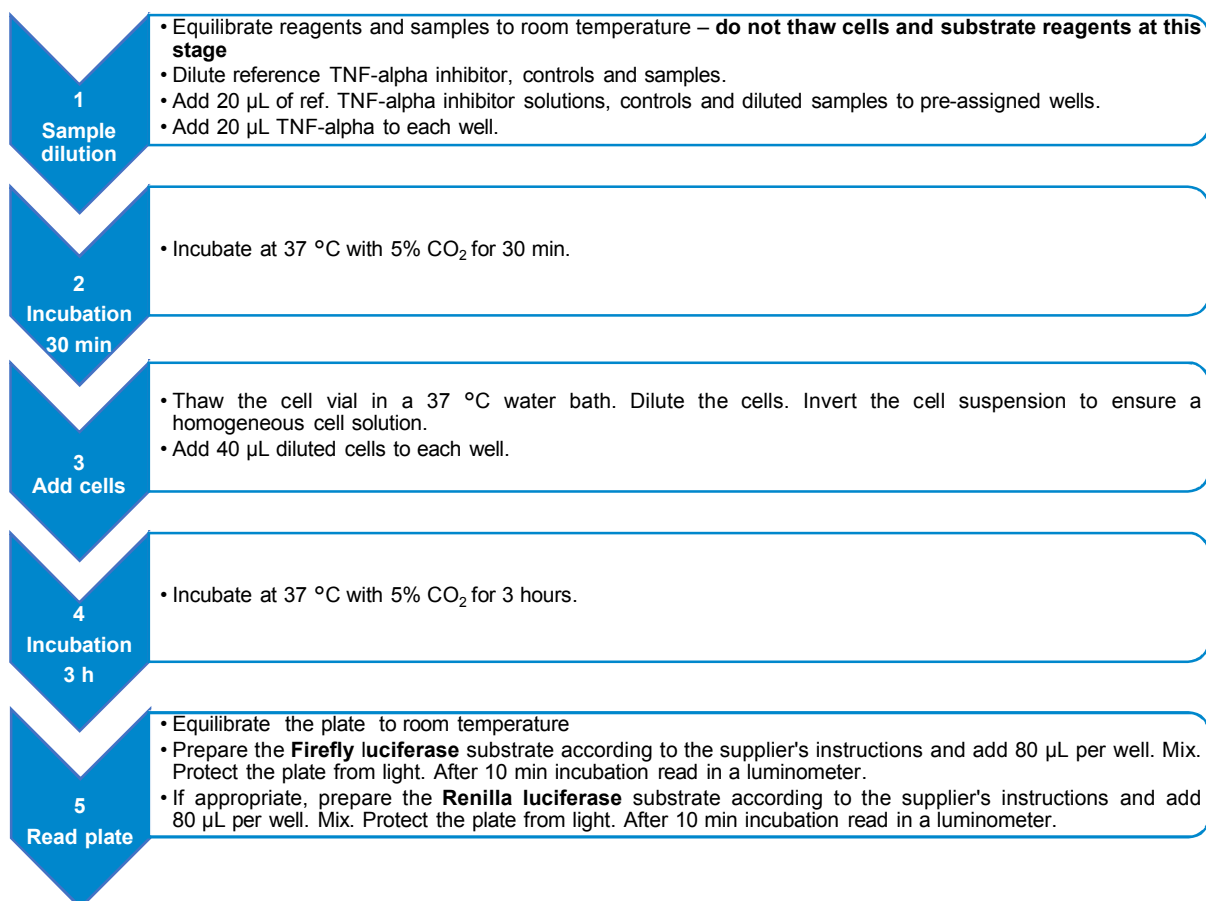 1
Sample
dilution
• Equilibrate reagents and samples to room temperature – do not thaw cells and substrate reagents at this
stage
• Dilute reference TNF-alpha inhibitor, controls and samples.
• Add 20 µL of ref. TNF-alpha inhibitor solutions, controls and diluted samples to pre-assigned wells.
• Add 20 µL TNF-alpha to each well.
2
Incubation
30 min
• Incubate at 37 °C with 5% CO₂ for 30 min.
3
Add cells
• Thaw the cell vial in a 37 °C water bath. Dilute the cells. Invert the cell suspension to ensure a
homogeneous cell solution.
• Add 40 µL diluted cells to each well.
4
Incubation
3 h
• Incubate at 37 °C with 5% CO₂ for 3 hours.
5
Read plate
• Equilibrate the plate to room temperature
• Prepare the Firefly luciferase substrate according to the supplier's instructions and add 80 µL per well. Mix.
Protect the plate from light. After 10 min incubation read in a luminometer.
• If appropriate, prepare the Renilla luciferase substrate according to the supplier's instructions and add
80 µL per well. Mix. Protect the plate from light. After 10 min incubation read in a luminometer.